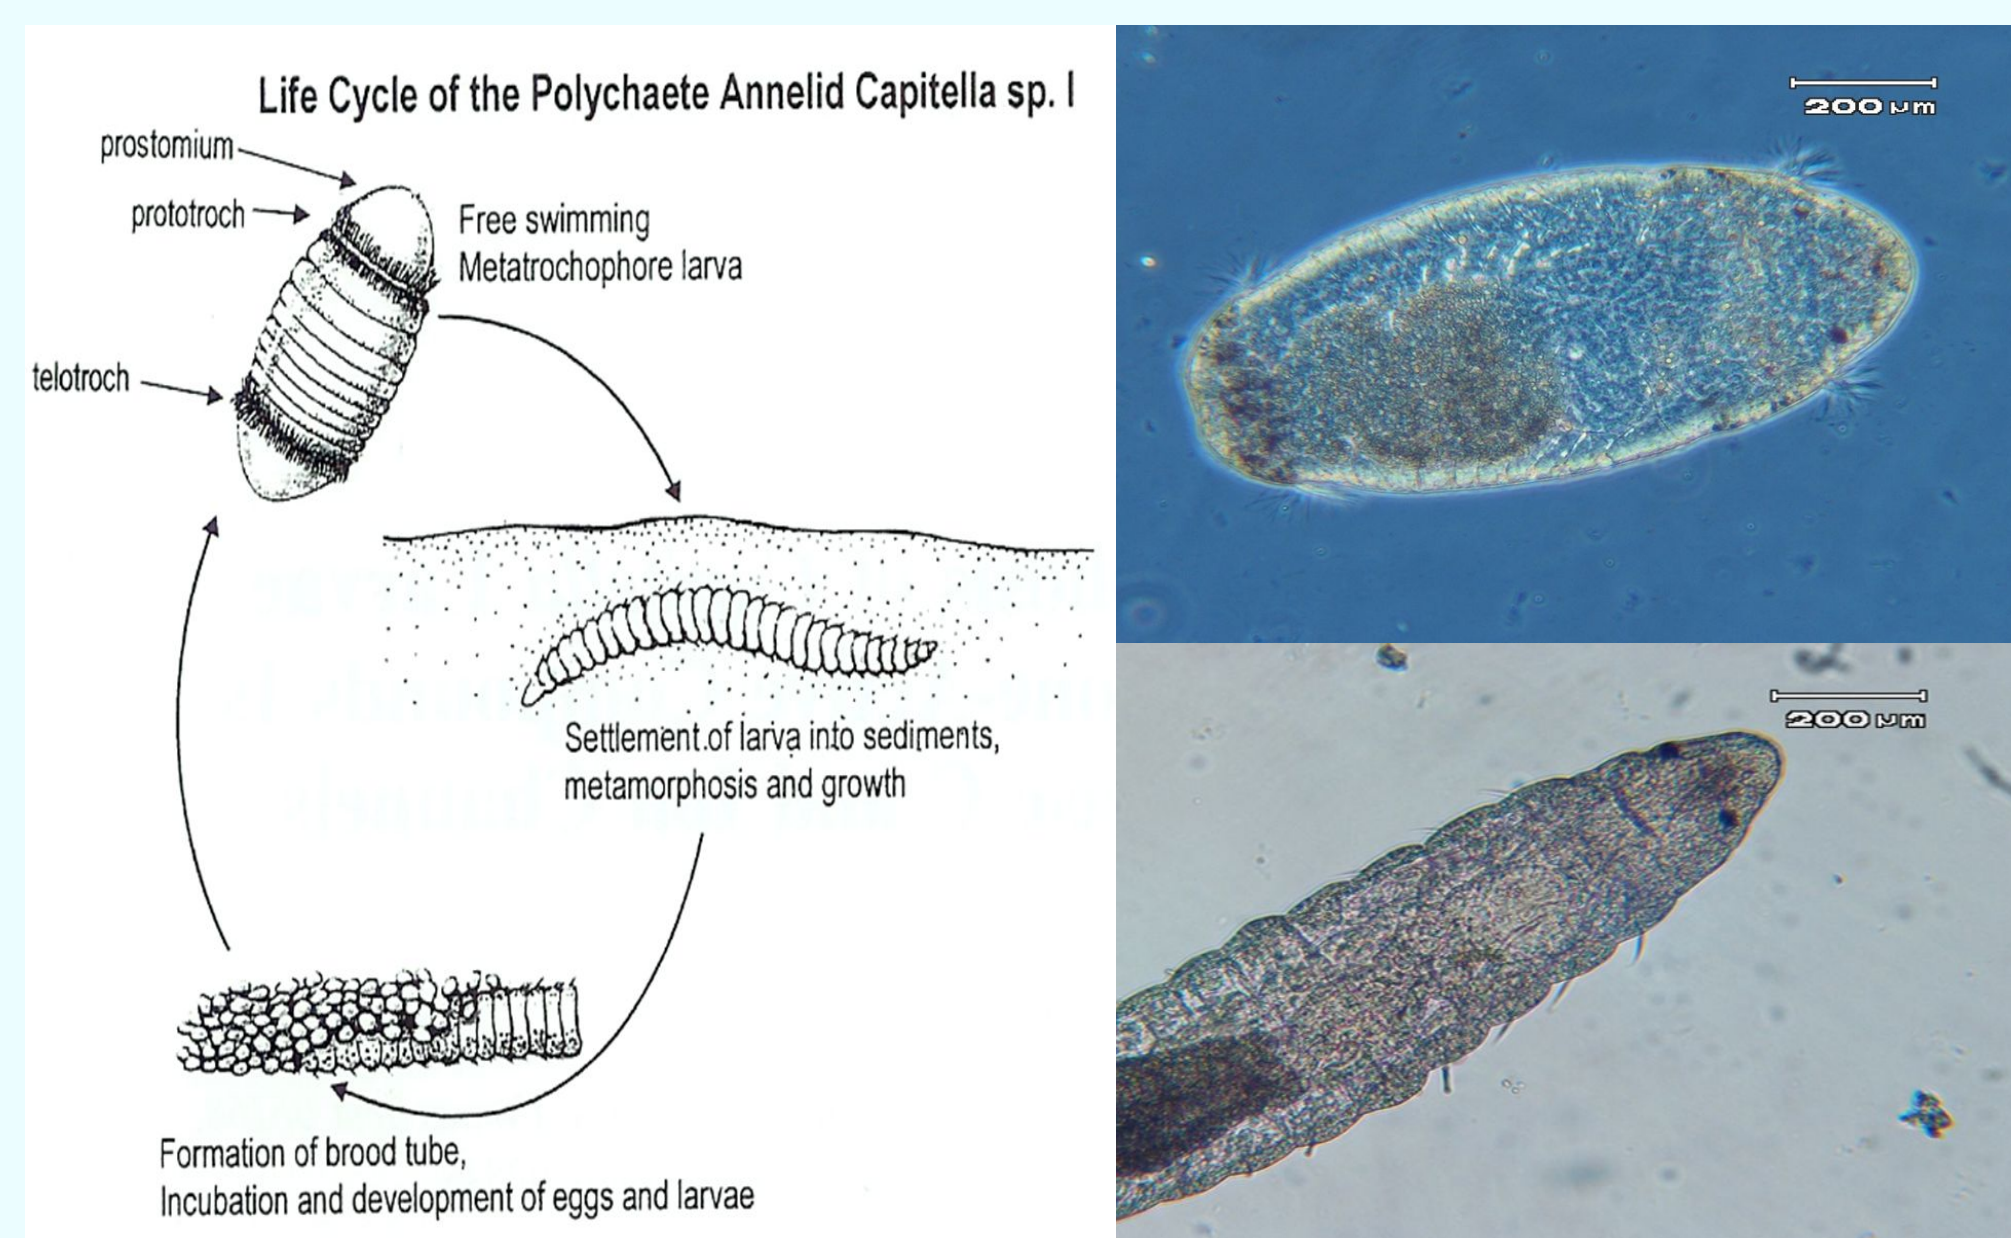 Life Cycle of the Polychaete Annelid Capitella sp. I
prostomium
prototroch
Free swimming
Metatrochophore larva
telotroch
Settlement.of larva into sediments,
metamorphosis and growth
Formation of brood tube,
Incubation and development of eggs and larvae
200 µm
200 µm